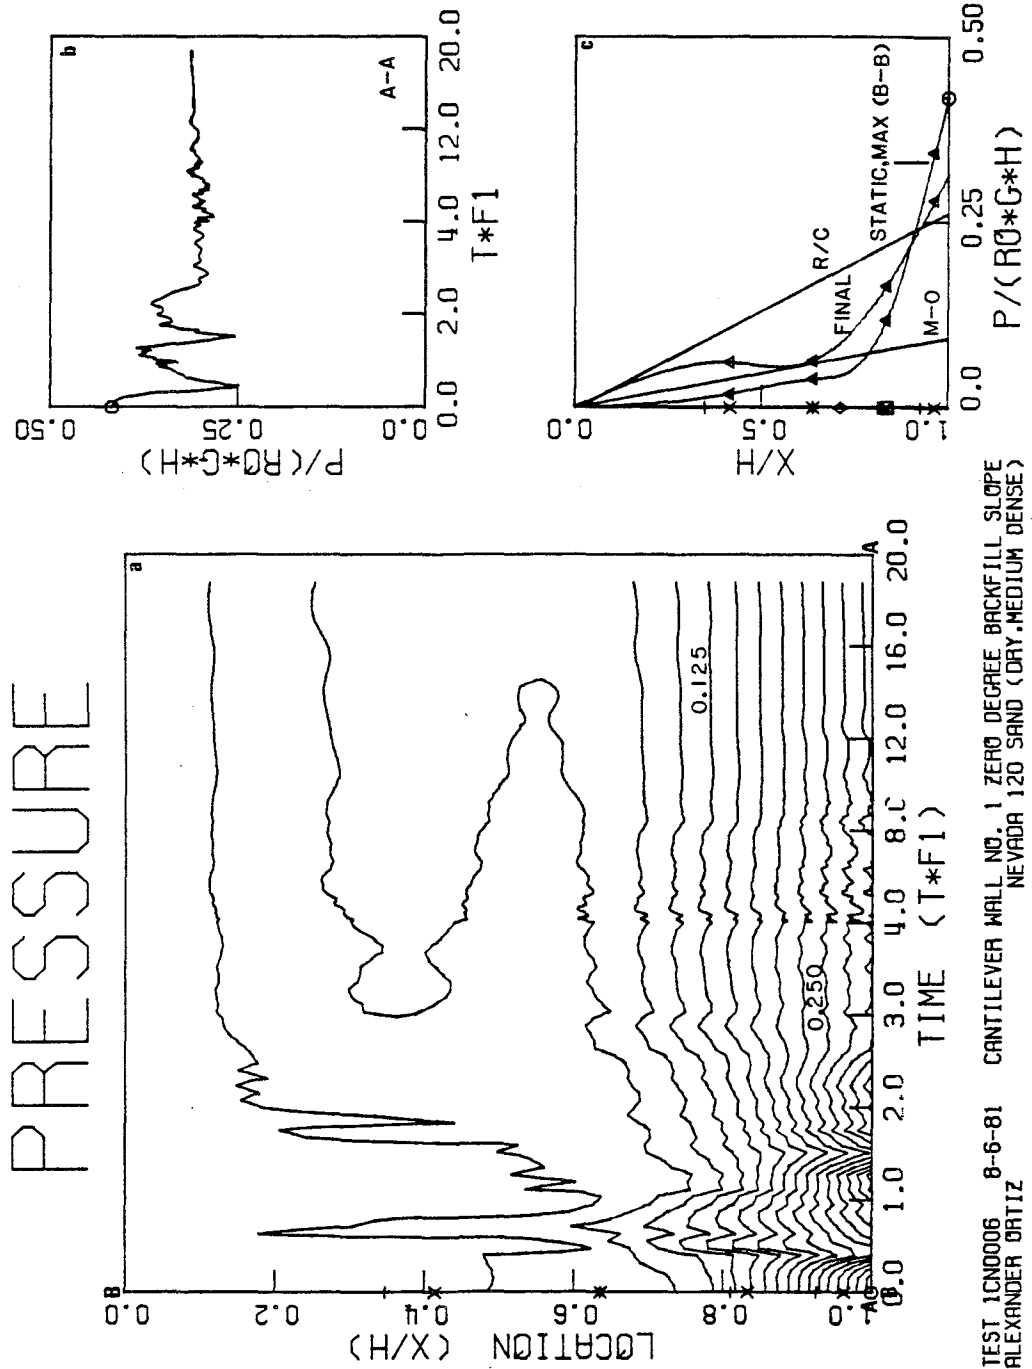 PRESSURE
a
B
0.0
0.2
0.4
0.6
0.8
1.0
LOCATION (X/H)
A
B
0.0
1.0
2.0
3.0
4.0
8.0
12.0
16.0
20.0
A
TIME (T*F1)
0.125
0.250
b
0.50
0.25
0.0
P/(RO*G*H)
0.0
2.0
4.0
12.0
20.0
T*F1
A-A
c
0.0
0.5
1.0
X/H
0.0
0.25
0.50
P/(RO*G*H)
FINAL
R/C
M-O
STATIC, MAX (B-B)
TEST 1CN0006 8-6-81 CANTILEVER WALL NO. 1 ZERO DEGREE BACKFILL SLOPE
ALEXANDER ORTIZ NEVADA 120 SAND (DRY,MEDIUM DENSE)